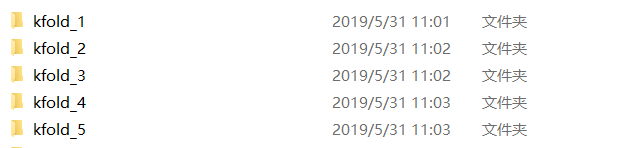 kfold_1 2019/5/31 11:01 文件夹
kfold_2 2019/5/31 11:02 文件夹
kfold_3 2019/5/31 11:02 文件夹
kfold_4 2019/5/31 11:03 文件夹
kfold_5 2019/5/31 11:03 文件夹